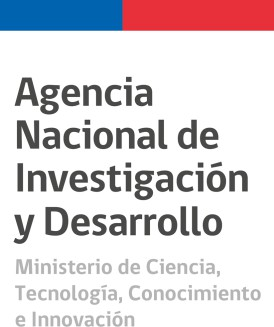 Agencia
Nacional de
Investigación
y Desarrollo
Ministerio de Ciencia,
Tecnología, Conocimiento
e Innovación